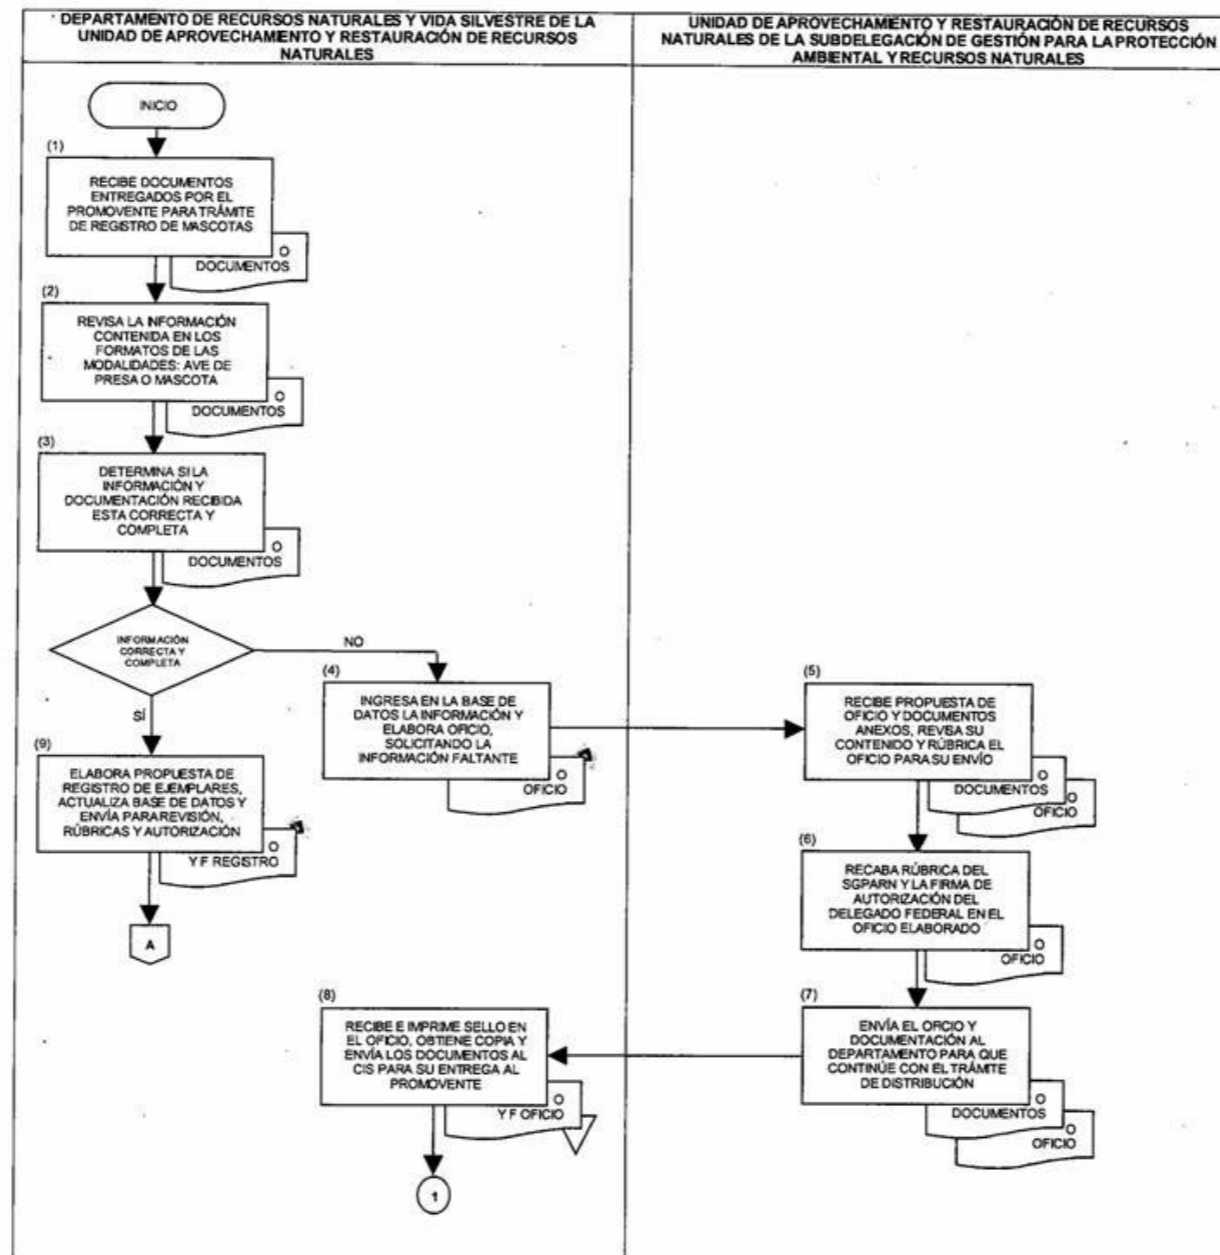 DEPARTAMENTO DE RECURSOS NATURALES Y VIDA SILVESTRE DE LA
UNIDAD DE APROVECHAMIENTO Y RESTAURACIÓN DE RECURSOS
NATURALES
UNIDAD DE APROVECHAMIENTO Y RESTAURACIÓN DE RECURSOS
NATURALES DE LA SUBDELEGACIÓN DE GESTIÓN PARA LA PROTECCIÓN
AMBIENTAL Y RECURSOS NATURALES
INICIO
(1)
RECIBE DOCUMENTOS
ENTREGADOS POR EL
PROMOVENTE PARA TRÁMITE
DE REGISTRO DE MASCOTAS
O
DOCUMENTOS
(2)
REVISA LA INFORMACIÓN
CONTENIDA EN LOS
FORMATOS DE LAS
MODALIDADES: AVE DE
PRESA O MASCOTA
O
DOCUMENTOS
(3)
DETERMINA SI LA
INFORMACIÓN Y
DOCUMENTACIÓN RECIBIDA
ESTA CORRECTA Y
COMPLETA
O
DOCUMENTOS
INFORMACIÓN
CORRECTA Y
COMPLETA
NO
SÍ
(4)
INGRESA EN LA BASE DE
DATOS LA INFORMACIÓN Y
ELABORA OFICIO,
SOLICITANDO LA
INFORMACIÓN FALTANTE
O
OFICIO
(5)
RECIBE PROPUESTA DE
OFICIO Y DOCUMENTOS
ANEXOS, REVISA SU
CONTENIDO Y RÚBRICA EL
OFICIO PARA SU ENVÍO
O
DOCUMENTOS
O
OFICIO
(9)
ELABORA PROPUESTA DE
REGISTRO DE EJEMPLARES,
ACTUALIZA BASE DE DATOS Y
ENVÍA PARA REVISIÓN,
RÚBRICAS Y AUTORIZACIÓN
O
Y F REGISTRO
A
(6)
RECABA RÚBRICA DEL
SGPARN Y LA FIRMA DE
AUTORIZACIÓN DEL
DELEGADO FEDERAL EN EL
OFICIO ELABORADO
O
OFICIO
(8)
RECIBE E IMPRIME SELLO EN
EL OFICIO, OBTIENE COPIA Y
ENVÍA LOS DOCUMENTOS AL
CIS PARA SU ENTREGA AL
PROMOVENTE
O
Y F OFICIO
1
(7)
ENVÍA EL ORCIO Y
DOCUMENTACIÓN AL
DEPARTAMENTO PARA QUE
CONTINÚE CON EL TRÁMITE
DE DISTRIBUCIÓN
O
DOCUMENTOS
O
OFICIO